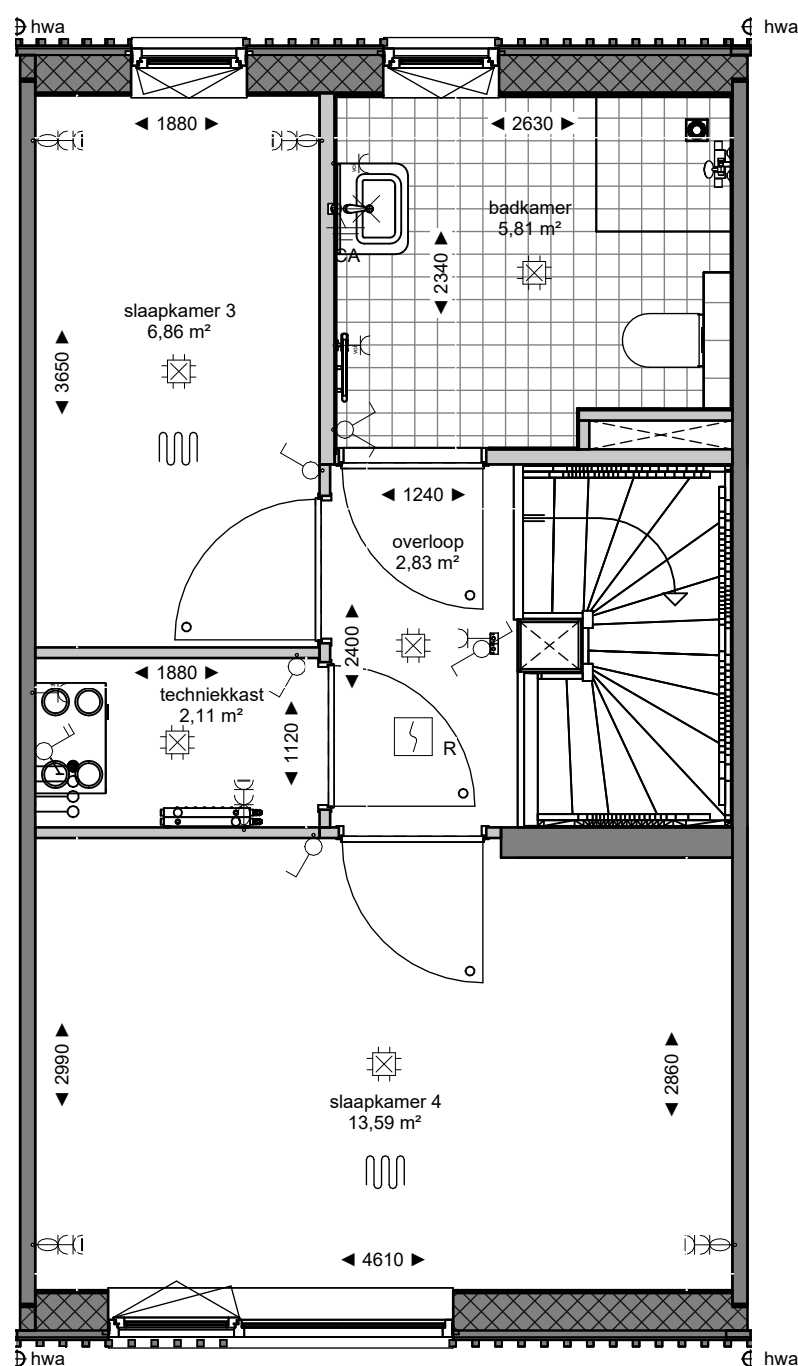 hwa
hwa
1880
2630
badkamer
5,81 m²
2340
CA
slaapkamer 3
6,86 m²
3650
1240
overloop
2,83 m²
2400
1880
techniekkast
2,11 m²
1120
R
2990
2860
slaapkamer 4
13,59 m²
4610
hwa
hwa